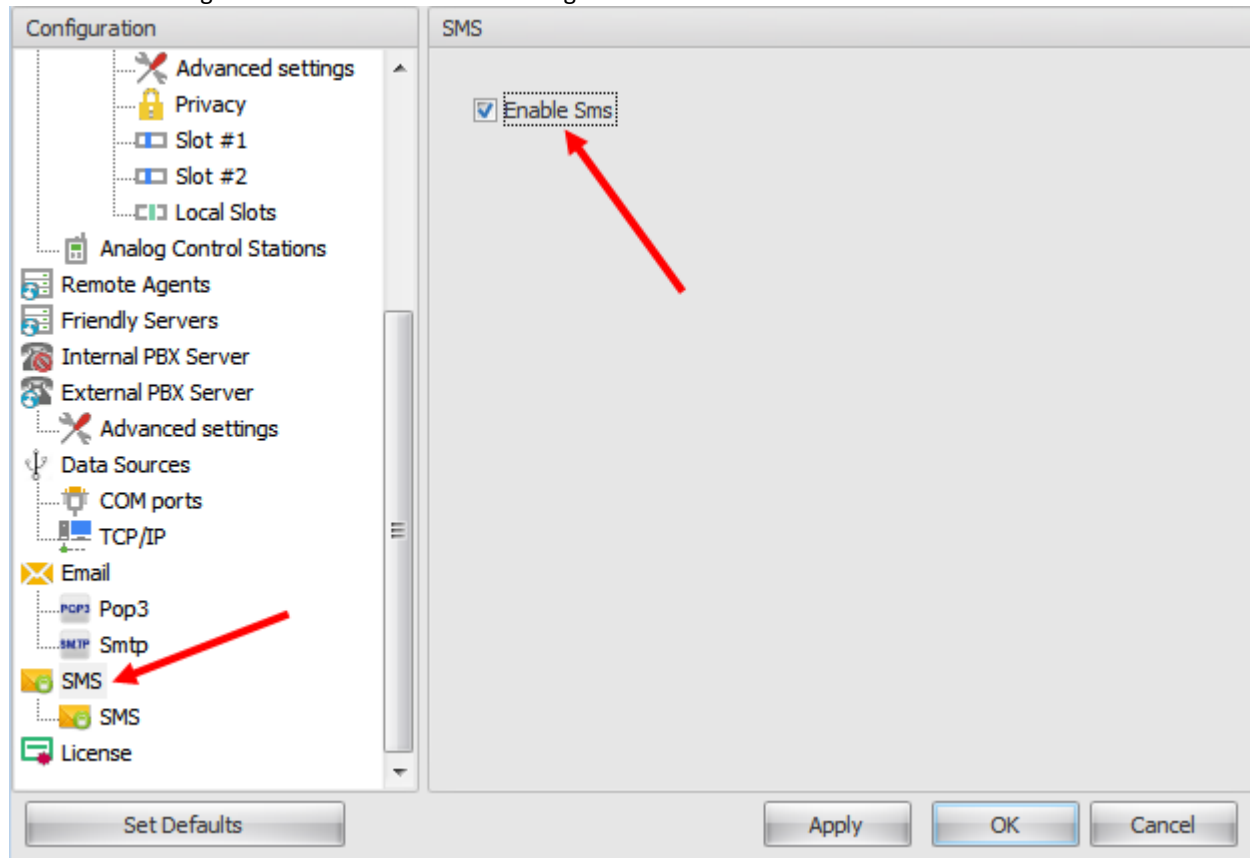 Configuration
SMS
Advanced settings
Privacy
Slot #1
Slot #2
Local Slots
Analog Control Stations
Remote Agents
Friendly Servers
Internal PBX Server
External PBX Server
Advanced settings
Data Sources
COM ports
TCP/IP
Email
POP3 Pop3
SMTP Smtp
SMS
SMS
License
Enable Sms
Set Defaults
Apply
OK
Cancel